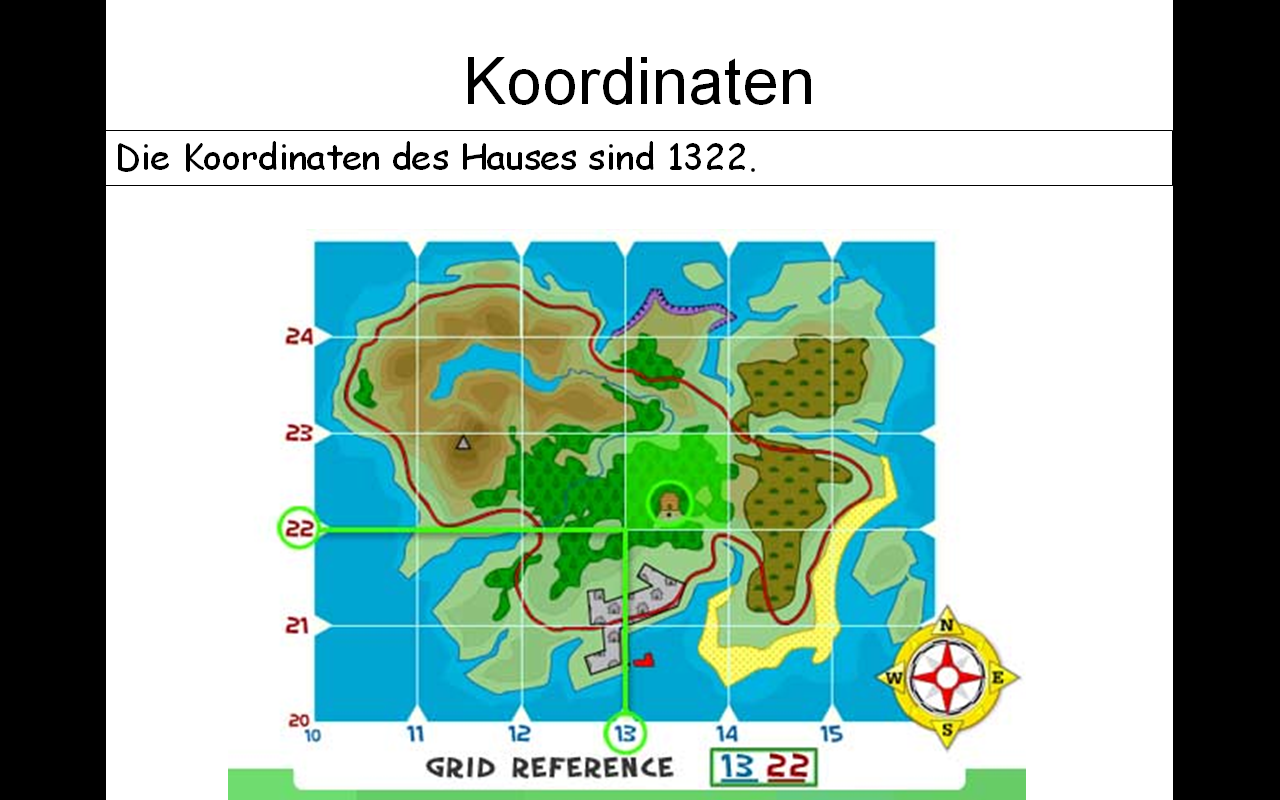 Koordinaten
Die Koordinaten des Hauses sind 1322.
24
23
22
21
20
10 11 12 13 14 15
N
W E
S
GRID REFERENCE 13 22